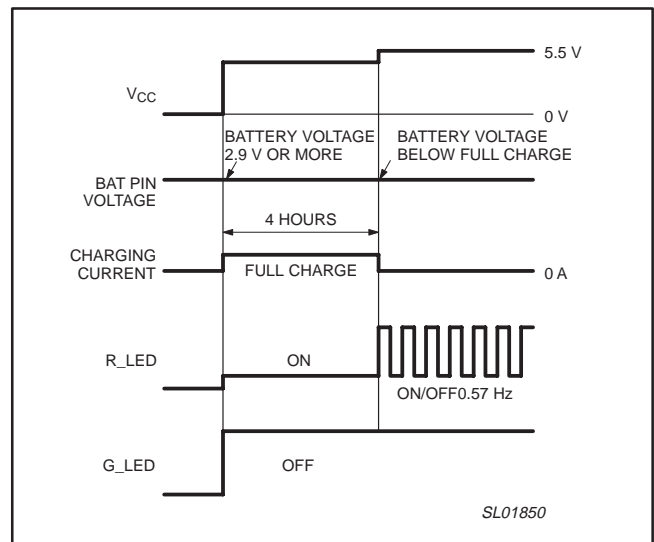 5.5 V
VCC
0 V
BATTERY VOLTAGE
2.9 V OR MORE
BATTERY VOLTAGE
BELOW FULL CHARGE
BAT PIN
VOLTAGE
4 HOURS
CHARGING
CURRENT
FULL CHARGE
0 A
R_LED
ON
ON/OFF0.57 Hz
G_LED
OFF
SL01850